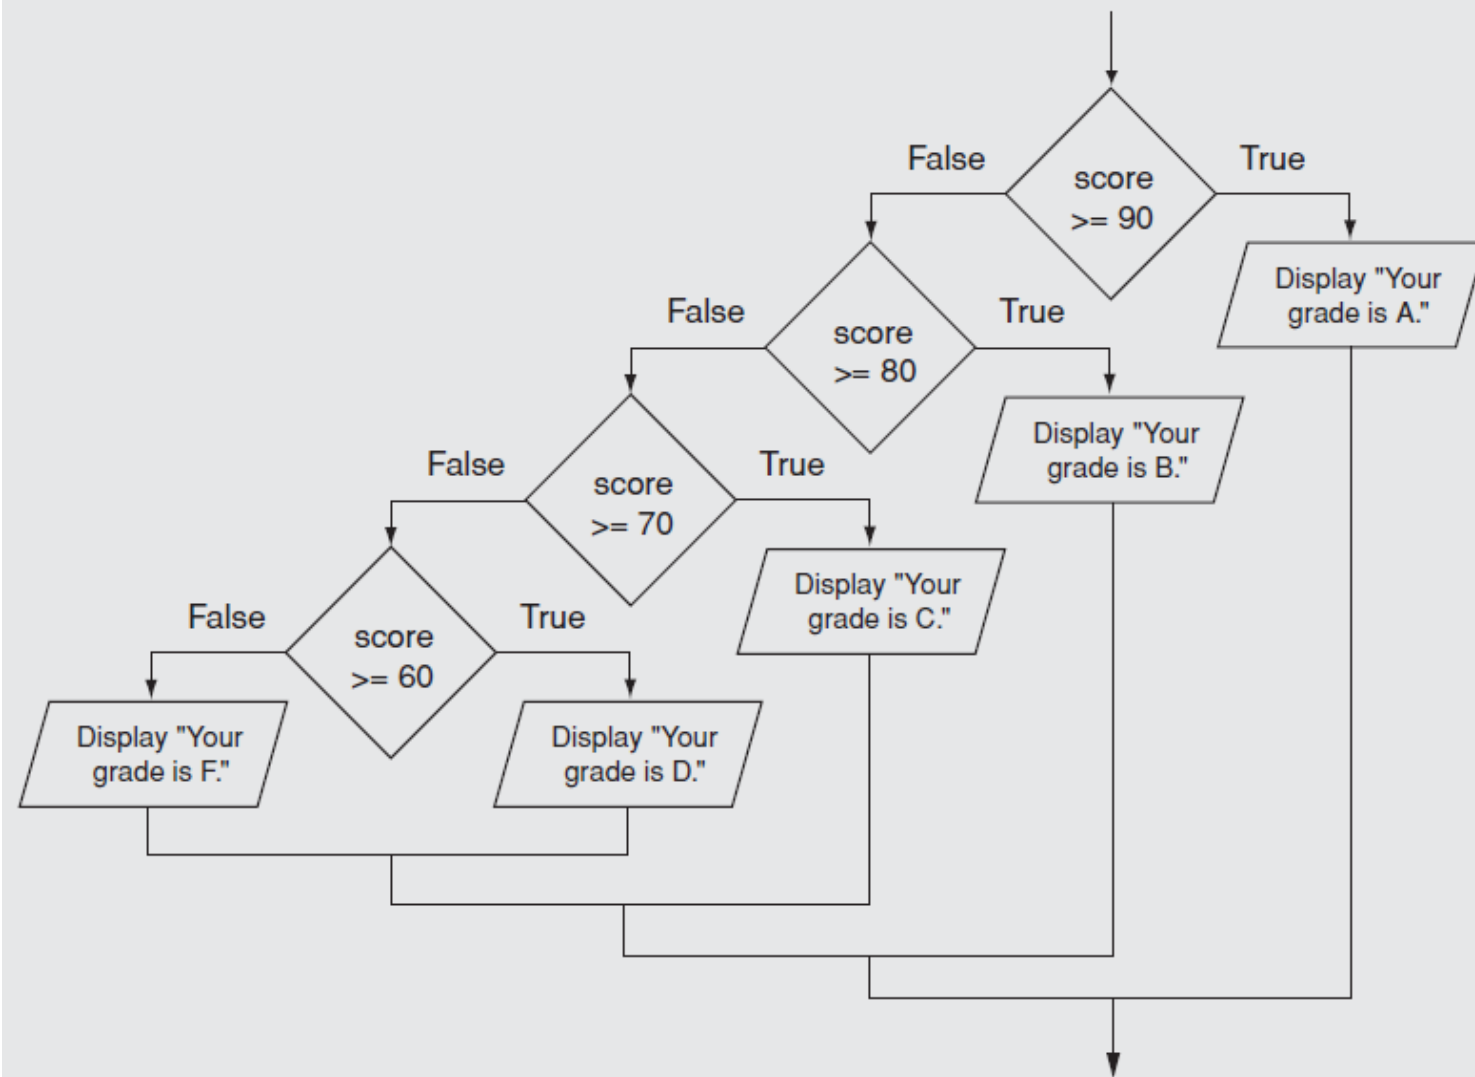 False
True
score
>= 90
Display "Your
grade is A."
False
True
score
>= 80
Display "Your
grade is B."
False
True
score
>= 70
Display "Your
grade is C."
False
True
score
>= 60
Display "Your
grade is F."
Display "Your
grade is D."